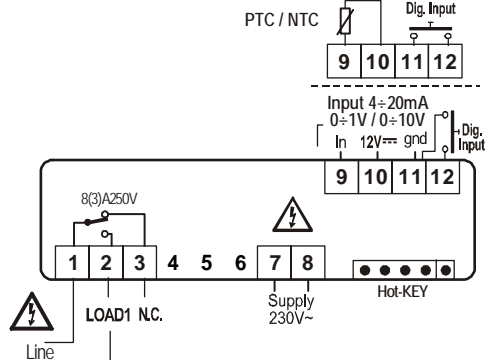 PTC / NTC
Dig. Input
9 10 11 12
Input 4÷20mA
0÷1V / 0÷10V
In 12V gnd
Dig.
Input
9 10 11 12
8(3)A250V
1 2 3 4 5 6 7 8
Hot-KEY
LOAD1 N.C.
Supply
230V~
Line